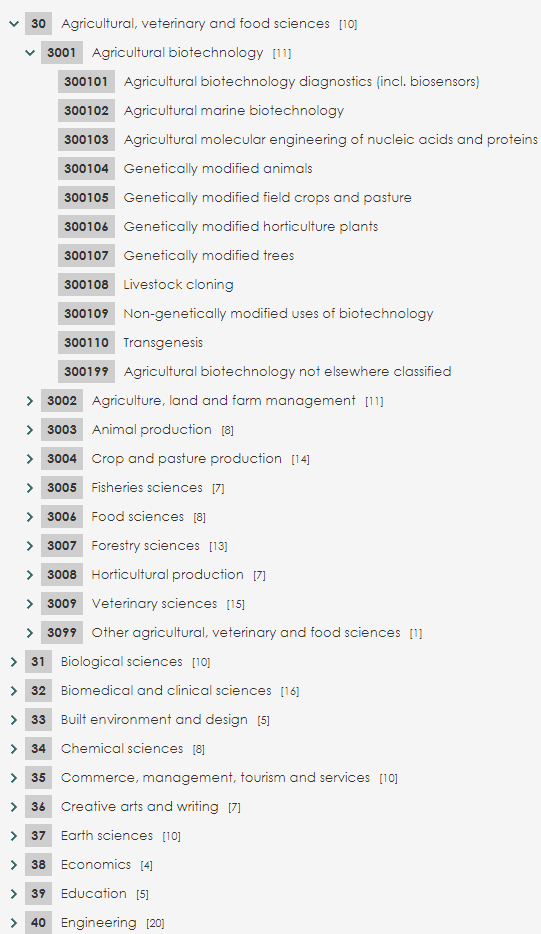 30 Agricultural, veterinary and food sciences [10]
3001 Agricultural biotechnology [11]
300101 Agricultural biotechnology diagnostics (incl. biosensors)
300102 Agricultural marine biotechnology
300103 Agricultural molecular engineering of nucleic acids and proteins
300104 Genetically modified animals
300105 Genetically modified field crops and pasture
300106 Genetically modified horticulture plants
300107 Genetically modified trees
300108 Livestock cloning
300109 Non-genetically modified uses of biotechnology
300110 Transgenesis
300199 Agricultural biotechnology not elsewhere classified
3002 Agriculture, land and farm management [11]
3003 Animal production [8]
3004 Crop and pasture production [14]
3005 Fisheries sciences [7]
3006 Food sciences [8]
3007 Forestry sciences [13]
3008 Horticultural production [7]
3009 Veterinary sciences [15]
3099 Other agricultural, veterinary and food sciences [1]
31 Biological sciences [10]
32 Biomedical and clinical sciences [16]
33 Built environment and design [5]
34 Chemical sciences [8]
35 Commerce, management, tourism and services [10]
36 Creative arts and writing [7]
37 Earth sciences [10]
38 Economics [4]
39 Education [5]
40 Engineering [20]